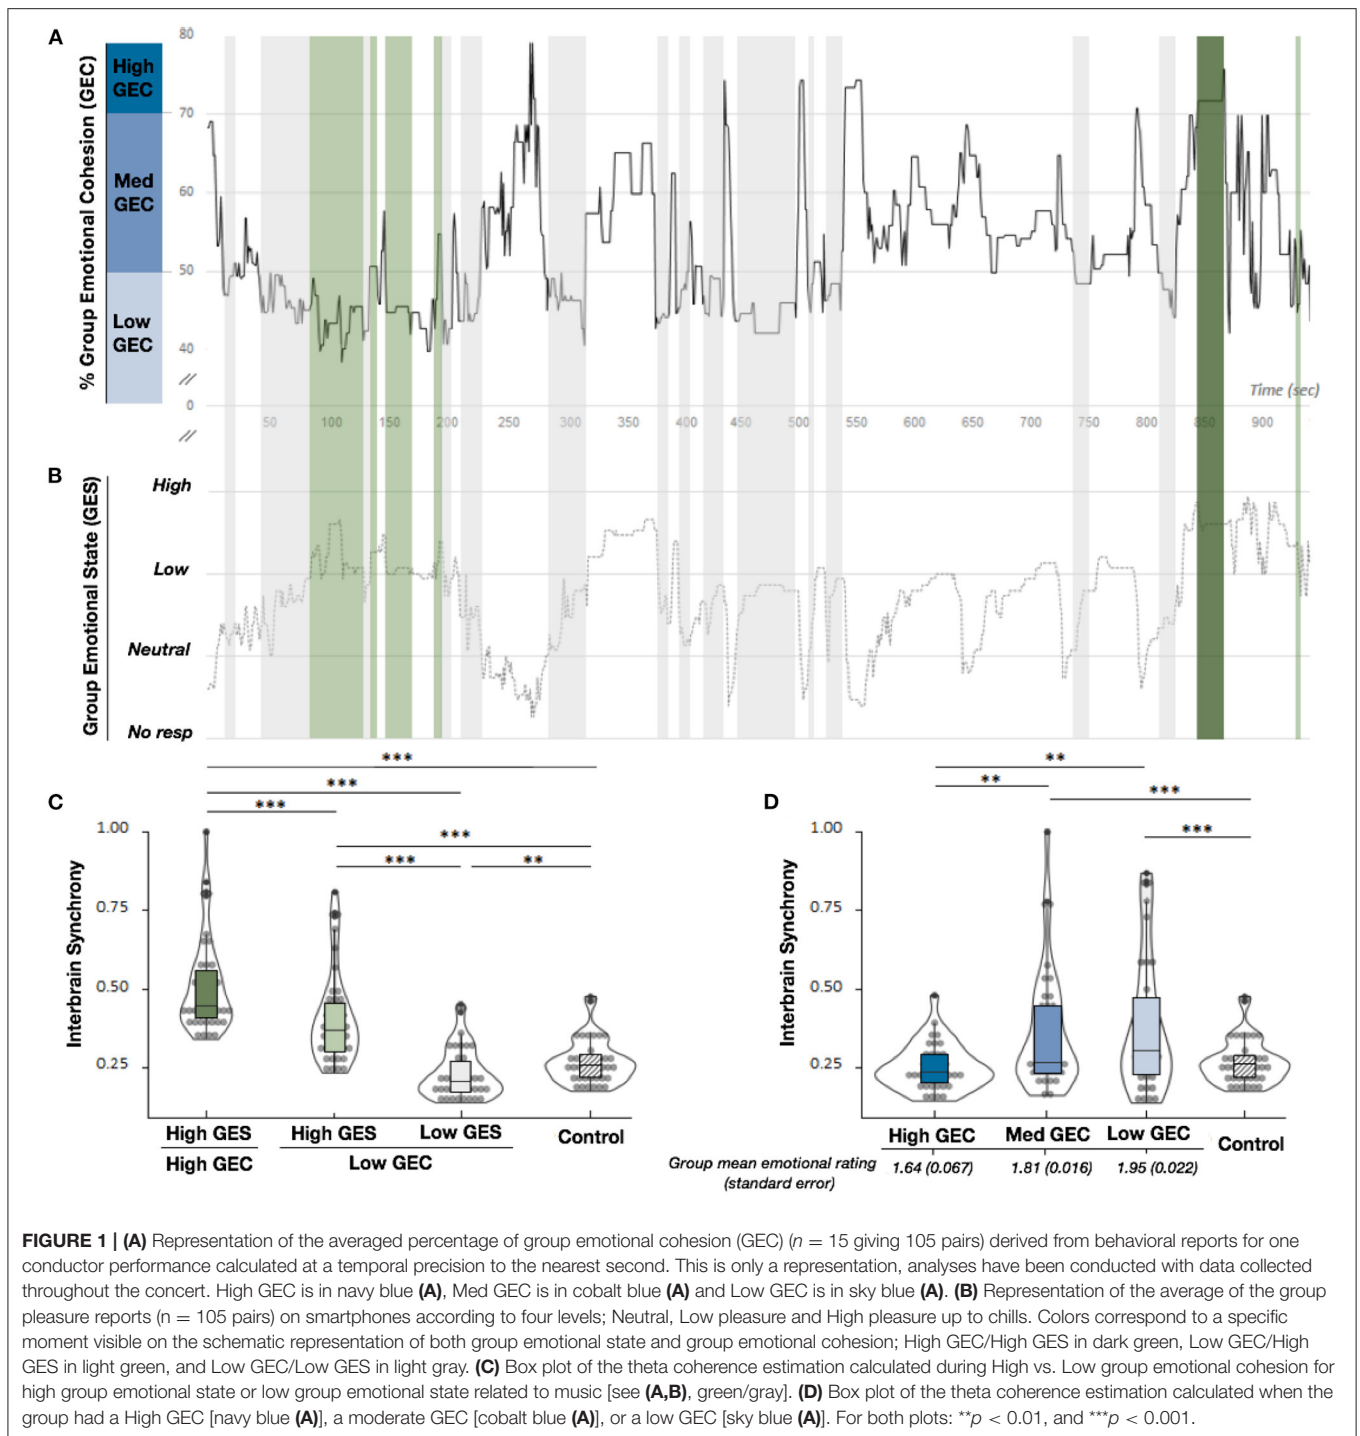 A
% Group Emotional Cohesion (GEC)
High
GEC
Med
GEC
Low
GEC
80
70
60
50
40
0
Time (sec)
50 100 150 200 250 300 350 400 450 500 550 600 650 700 750 800 850 900
B
Group Emotional State (GES)
High
Low
Neutral
No resp
C
***
***
***
***
***
**
Interbrain Synchrony
1.00
0.75
0.50
0.25
High GES High GES Low GES Control
High GEC Low GEC
D
**
**
***
***
Interbrain Synchrony
1.00
0.75
0.50
0.25
High GEC Med GEC Low GEC Control
Group mean emotional rating 1.64 (0.067) 1.81 (0.016) 1.95 (0.022)
(standard error)
FIGURE 1 | (A) Representation of the averaged percentage of group emotional cohesion (GEC) (n = 15 giving 105 pairs) derived from behavioral reports for one
conductor performance calculated at a temporal precision to the nearest second. This is only a representation, analyses have been conducted with data collected
throughout the concert. High GEC is in navy blue (A), Med GEC is in cobalt blue (A) and Low GEC is in sky blue (A). (B) Representation of the average of the group
pleasure reports (n = 105 pairs) on smartphones according to four levels; Neutral, Low pleasure and High pleasure up to chills. Colors correspond to a specific
moment visible on the schematic representation of both group emotional state and group emotional cohesion; High GEC/High GES in dark green, Low GEC/High
GES in light green, and Low GEC/Low GES in light gray. (C) Box plot of the theta coherence estimation calculated during High vs. Low group emotional cohesion for
high group emotional state or low group emotional state related to music [see (A,B), green/gray]. (D) Box plot of the theta coherence estimation calculated when the
group had a High GEC [navy blue (A)], a moderate GEC [cobalt blue (A)], or a low GEC [sky blue (A)]. For both plots: **p < 0.01, and ***p < 0.001.